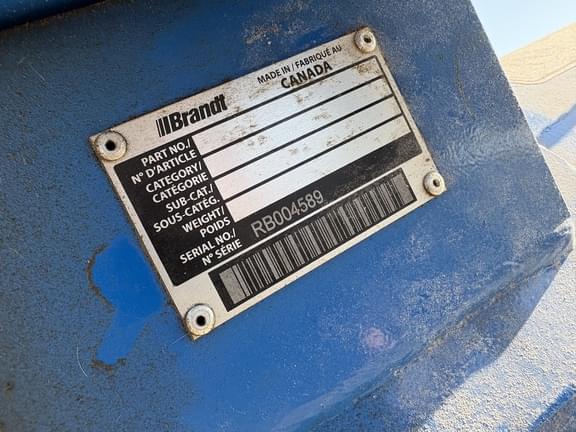 Brandt
MADE IN / FABRIQUÉ AU
CANADA
PART NO./
Nº D'ARTICLE
CATEGORY/
CATÉGORIE
SUB-CAT./
SOUS-CATÉG.
WEIGHT/
POIDS
SERIAL NO./
Nº SÉRIE
RB004589